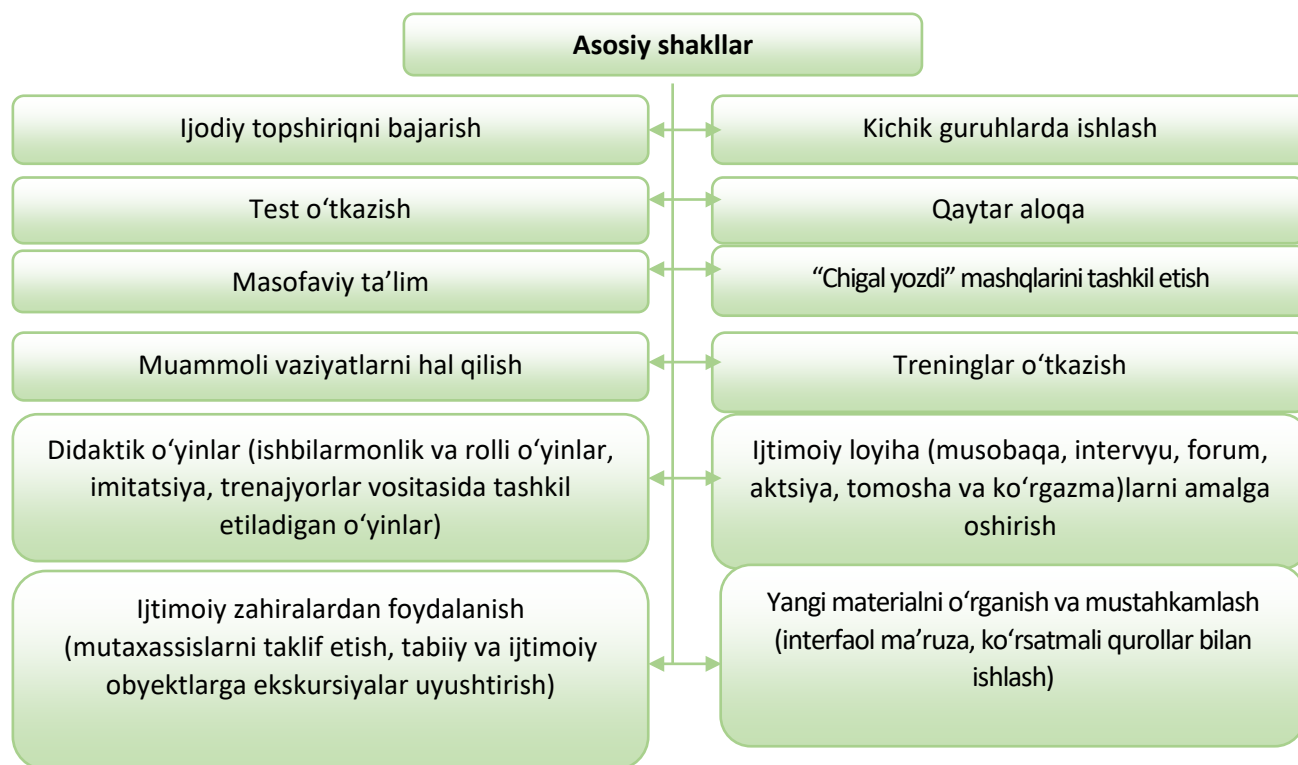 Asosiy shakllar
Ijodiy topshiriqni bajarish
Kichik guruhlarda ishlash
Test o‘tkazish
Qaytar aloqa
Masofaviy ta’lim
“Chigal yozdi” mashqlarini tashkil etish
Muammoli vaziyatlarni hal qilish
Treninglar o‘tkazish
Didaktik o‘yinlar (ishbilarmonlik va rolli o‘yinlar,
imitatsiya, trenajyorlar vositasida tashkil
etiladigan o‘yinlar)
Ijtimoiy loyiha (musobaqa, intervyu, forum,
aktsiya, tomosha va ko‘rgazma)larni amalga
oshirish
Ijtimoiy zahiralardan foydalanish
(mutaxassislarni taklif etish, tabiiy va ijtimoiy
obyektlarga ekskursiyalar uyushtirish)
Yangi materialni o‘rganish va mustahkamlash
(interfaol ma’ruza, ko‘rsatmali qurollar bilan
ishlash)